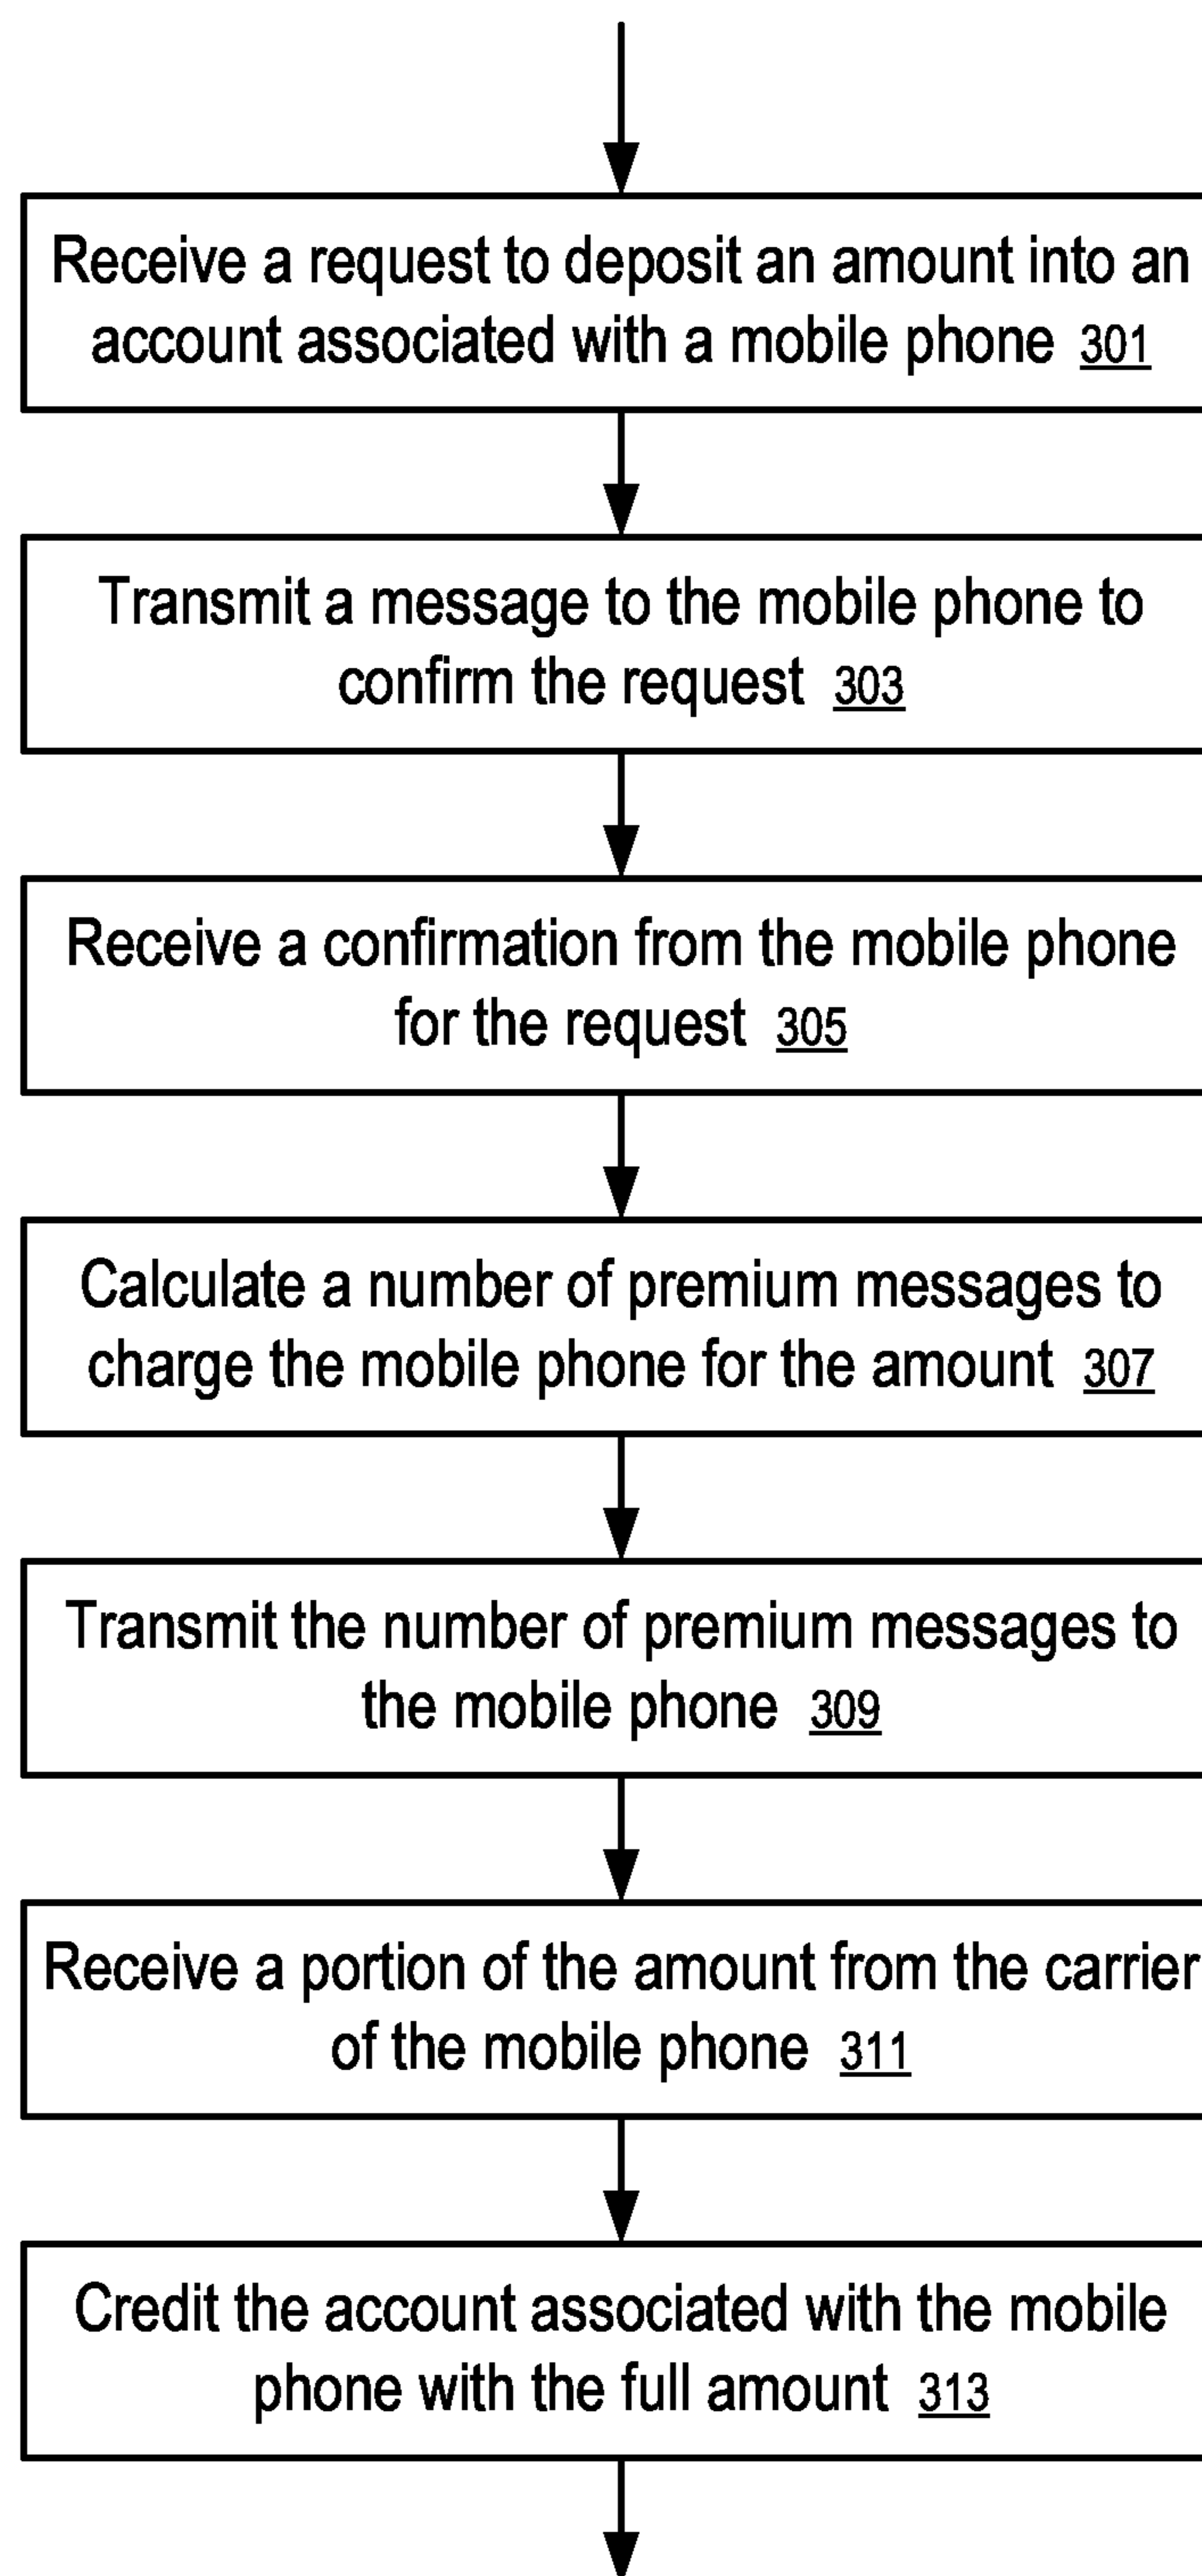 Receive a request to deposit an amount into an
account associated with a mobile phone 301
Transmit a message to the mobile phone to
confirm the request 303
Receive a confirmation from the mobile phone
for the request 305
Calculate a number of premium messages to
charge the mobile phone for the amount 307
Transmit the number of premium messages to
the mobile phone 309
Receive a portion of the amount from the carrier
of the mobile phone 311
Credit the account associated with the mobile
phone with the full amount 313